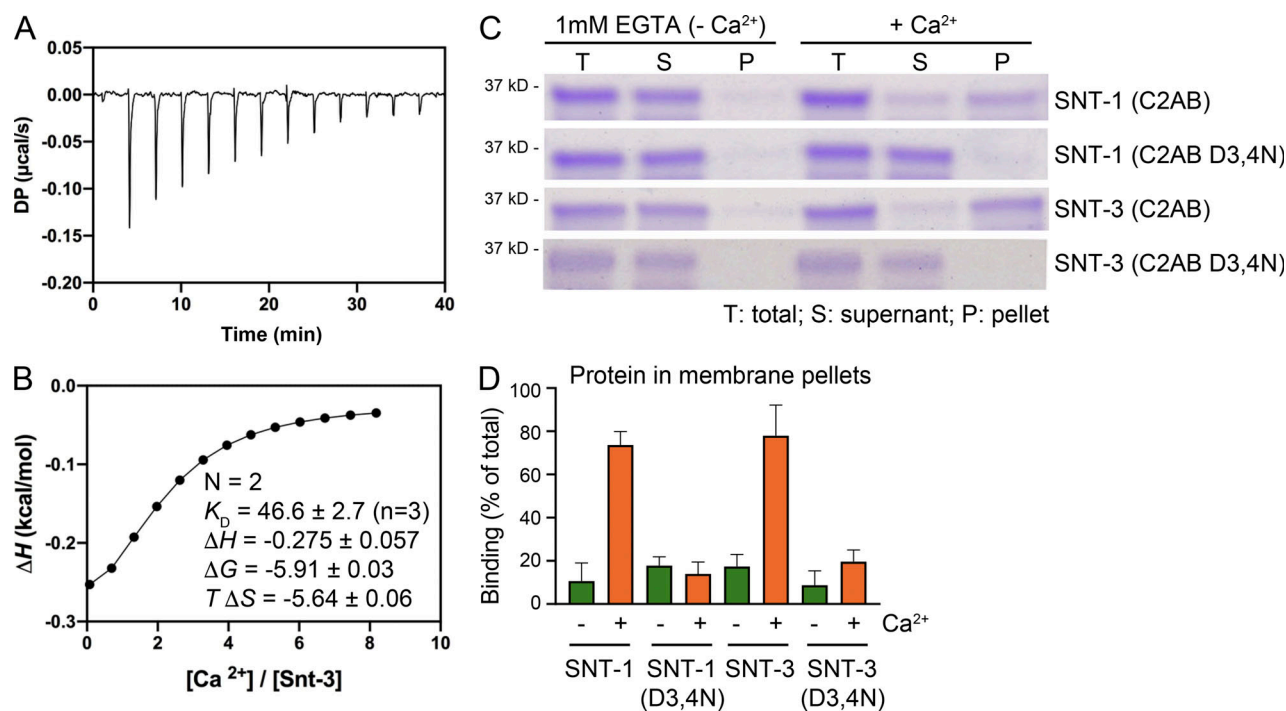 A
0.05
0.00
-0.05
-0.10
-0.15
-0.20
DP (µcal/s)
0 10 20 30 40
Time (min)
B
0.0
-0.1
-0.2
-0.3
ΔH (kcal/mol)
N = 2
KD = 46.6 ± 2.7 (n=3)
ΔH = -0.275 ± 0.057
ΔG = -5.91 ± 0.03
T ΔS = -5.64 ± 0.06
0 2 4 6 8 10
[Ca 2+] / [Snt-3]
C
1mM EGTA (- Ca2+) + Ca2+
T S P T S P
37 kD - SNT-1 (C2AB)
37 kD - SNT-1 (C2AB D3,4N)
37 kD - SNT-3 (C2AB)
37 kD - SNT-3 (C2AB D3,4N)
T: total; S: supernant; P: pellet
D Protein in membrane pellets
100
80
60
40
20
0
Binding (% of total)
- + - + - + - + Ca2+
SNT-1 SNT-1 SNT-3 SNT-3
(D3,4N) (D3,4N)